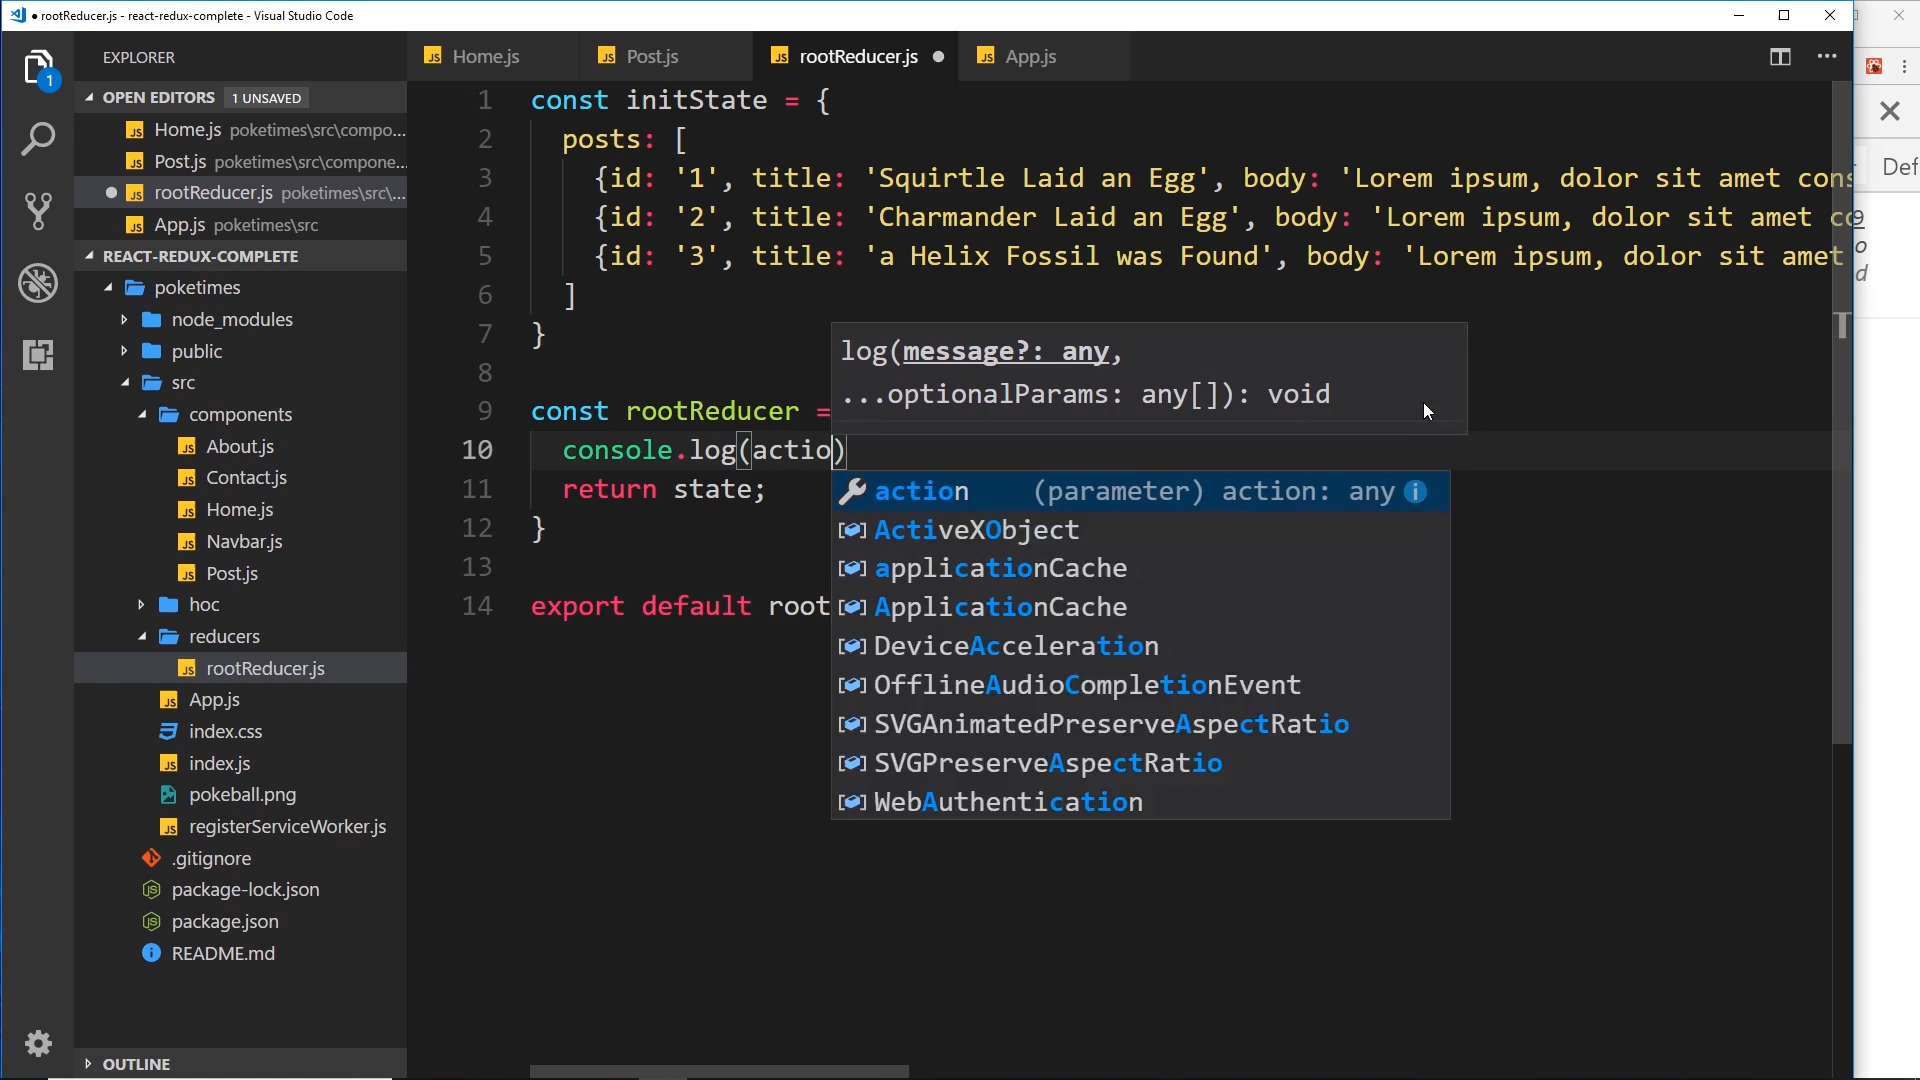 rootReducer.js - react-redux-complete - Visual Studio Code
EXPLORER
Home.js
Post.js
rootReducer.js
App.js
OPEN EDITORS 1 UNSAVED
Home.js poketimes\src\compo...
Post.js poketimes\src\compone...
rootReducer.js poketimes\src\...
App.js poketimes\src
REACT-REDUX-COMPLETE
poketimes
node_modules
public
src
components
About.js
Contact.js
Home.js
Navbar.js
Post.js
hoc
reducers
rootReducer.js
App.js
index.css
index.js
pokeball.png
registerServiceWorker.js
.gitignore
package-lock.json
package.json
README.md
OUTLINE
1 const initState = {
2 posts: [
3 {id: '1', title: 'Squirtle Laid an Egg', body: 'Lorem ipsum, dolor sit amet cons
4 {id: '2', title: 'Charmander Laid an Egg', body: 'Lorem ipsum, dolor sit amet c
5 {id: '3', title: 'a Helix Fossil was Found', body: 'Lorem ipsum, dolor sit amet
6 ]
7 }
8
9 const rootReducer =
10 console.log(actio)
11 return state;
12 }
13
14 export default root
log(message?: any,
...optionalParams: any[]): void
action (parameter) action: any
ActiveXObject
applicationCache
ApplicationCache
DeviceAcceleration
OfflineAudioCompletionEvent
SVGAnimatedPreserveAspectRatio
SVGPreserveAspectRatio
WebAuthentication
1
Def
9
o
d